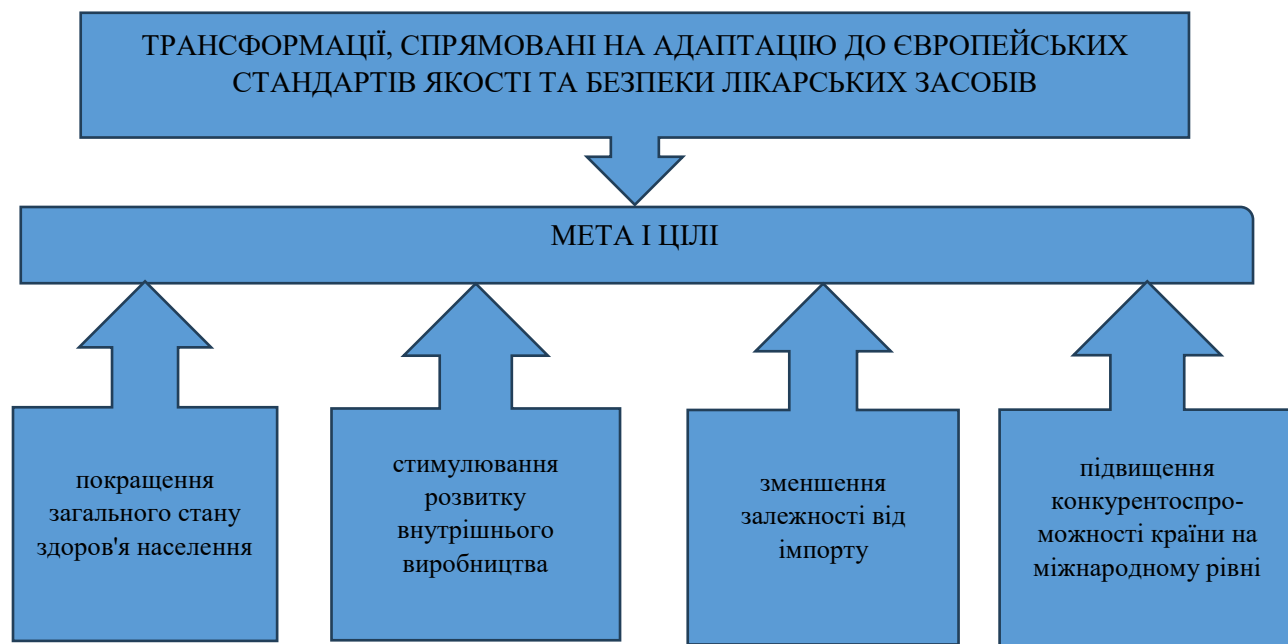 ТРАНСФОРМАЦІЇ, СПРЯМОВАНІ НА АДАПТАЦІЮ ДО ЄВРОПЕЙСЬКИХ
СТАНДАРТІВ ЯКОСТІ ТА БЕЗПЕКИ ЛІКАРСЬКИХ ЗАСОБІВ
МЕТА І ЦІЛІ
покращення
загального стану
здоров'я населення
стимулювання
розвитку
внутрішнього
виробництва
зменшення
залежності від
імпорту
підвищення
конкурентоспро-
можності країни на
міжнародному рівні